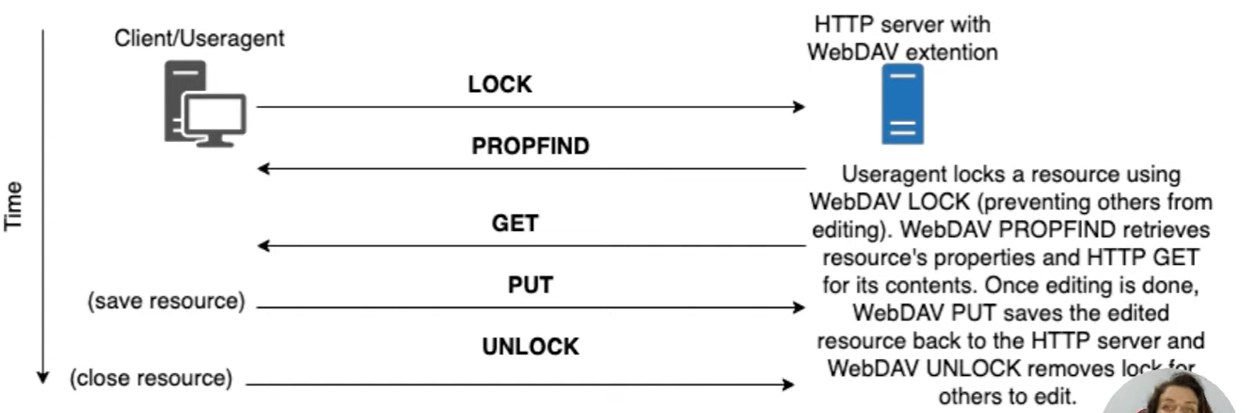 Client/Useragent
HTTP server with
WebDAV extention
LOCK
PROPFIND
GET
(save resource)
PUT
UNLOCK
(close resource)
Time
Useragent locks a resource using
WebDAV LOCK (preventing others from
editing). WebDAV PROPFIND retrieves
resource's properties and HTTP GET
for its contents. Once editing is done,
WebDAV PUT saves the edited
resource back to the HTTP server and
WebDAV UNLOCK removes lock for
others to edit.